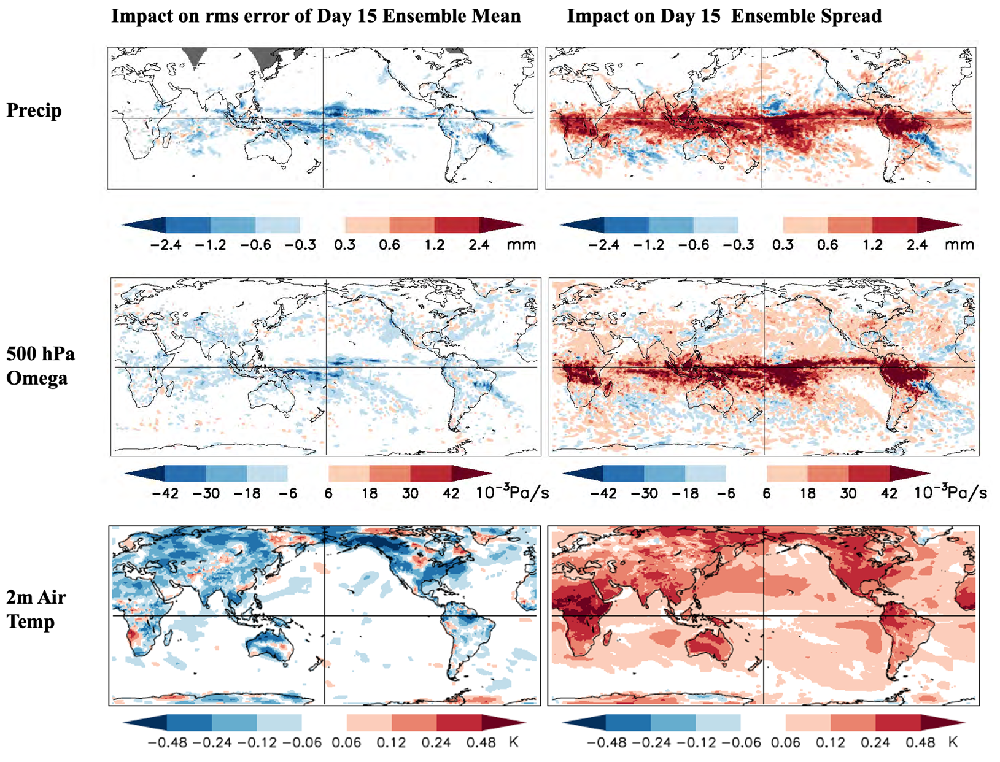 Impact on rms error of Day 15 Ensemble Mean
Impact on Day 15 Ensemble Spread
Precip
-2.4 -1.2 -0.6 -0.3 0.3 0.6 1.2 2.4 mm
-2.4 -1.2 -0.6 -0.3 0.3 0.6 1.2 2.4 mm
500 hPa
Omega
-42 -30 -18 -6 6 18 30 42 10⁻³Pa/s
-42 -30 -18 -6 6 18 30 42 10⁻³Pa/s
2m Air
Temp
-0.48 -0.24 -0.12 -0.06 0.06 0.12 0.24 0.48 K
-0.48 -0.24 -0.12 -0.06 0.06 0.12 0.24 0.48 K